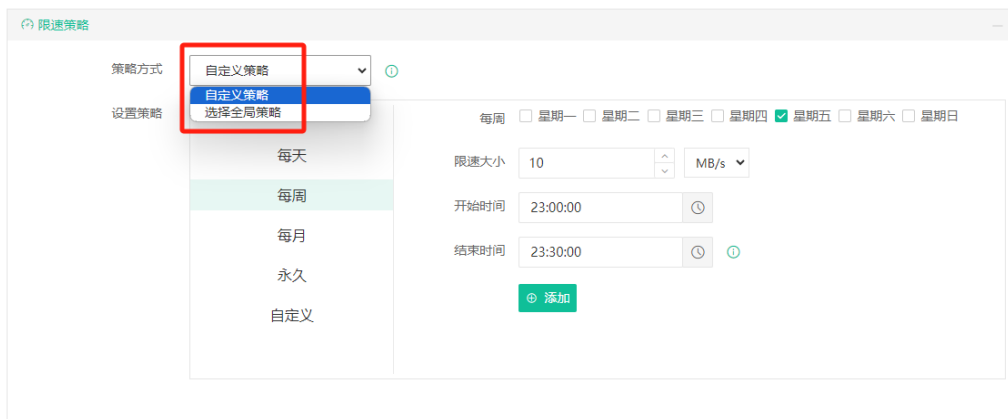 限速策略
策略方式
自定义策略
自定义策略
选择全局策略
设置策略
每天
每周
每月
永久
自定义
每周 星期一 星期二 星期三 星期四 星期五 星期六 星期日
限速大小 10 MB/s
开始时间 23:00:00
结束时间 23:30:00
添加